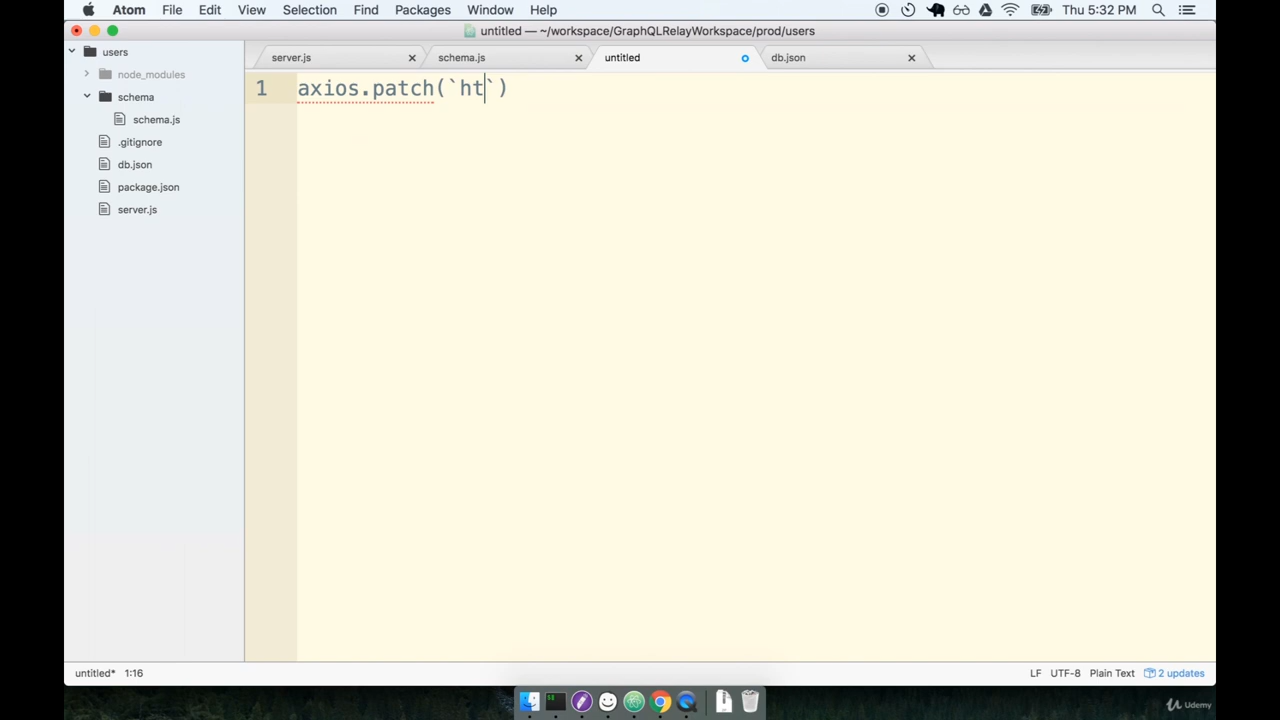 Atom File Edit View Selection Find Packages Window Help Thu 5:32 PM
untitled — ~/workspace/GraphQLRelayWorkspace/prod/users
users
server.js
schema.js
untitled
db.json
node_modules
schema
schema.js
.gitignore
db.json
package.json
server.js
1 axios.patch(`ht`)
untitled* 1:16
LF UTF-8 Plain Text 2 updates
Udemy